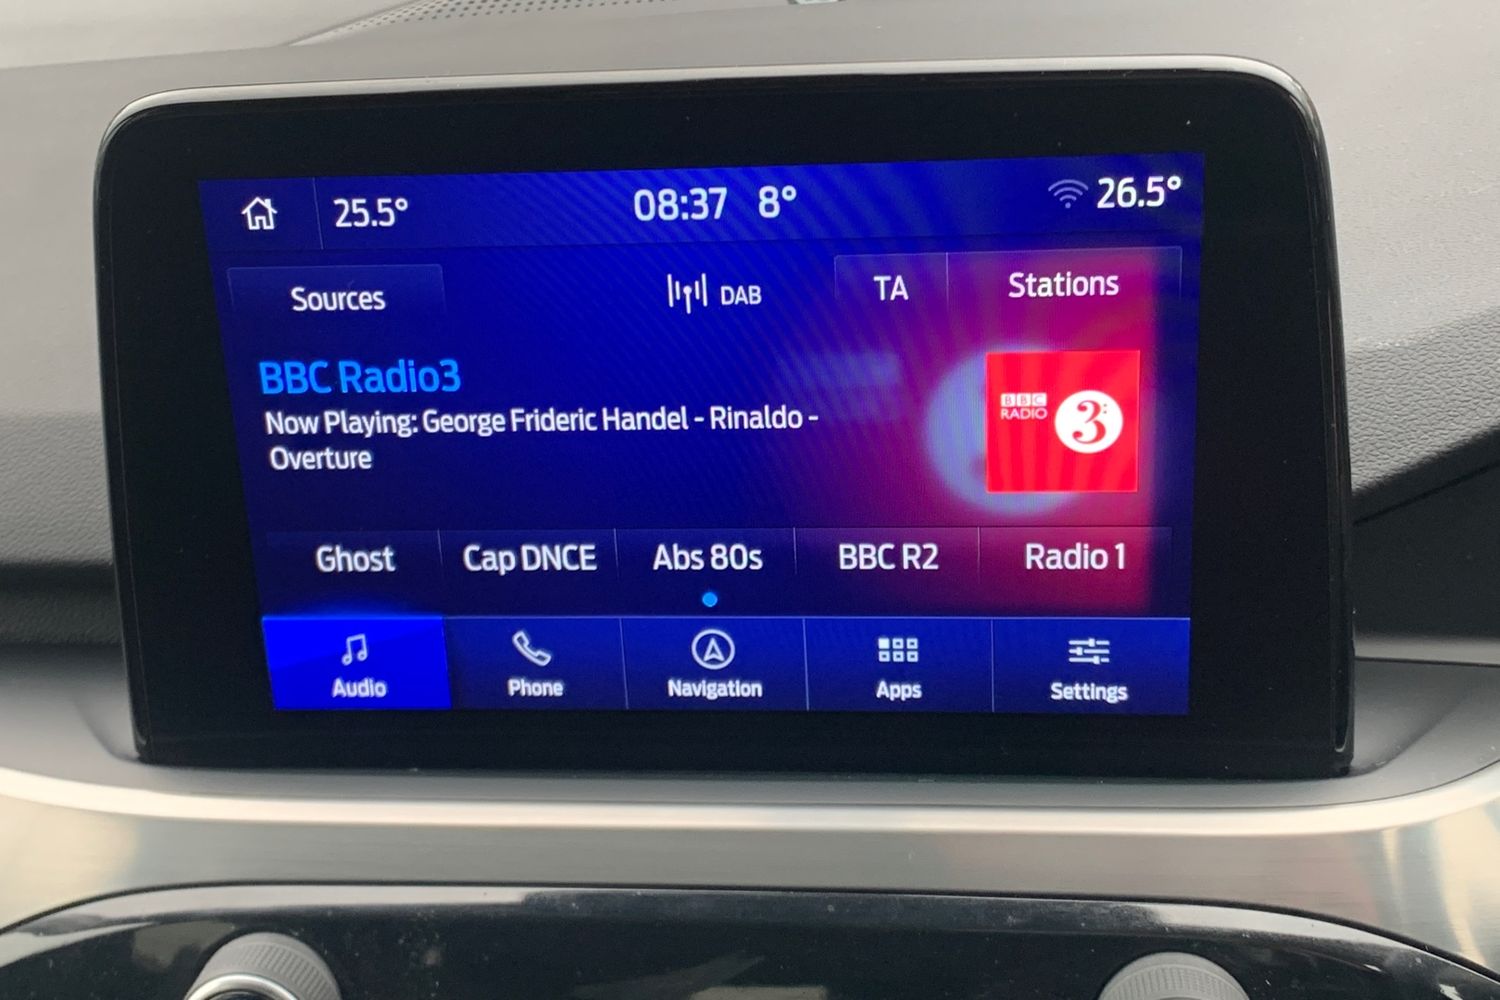 25.5° 08:37 8° 26.5°
Sources DAB TA Stations
BBC Radio3
Now Playing: George Frideric Handel - Rinaldo -
Overture
BBC
RADIO 3
Ghost Cap DNCE Abs 80s BBC R2 Radio 1
Audio Phone Navigation Apps Settings